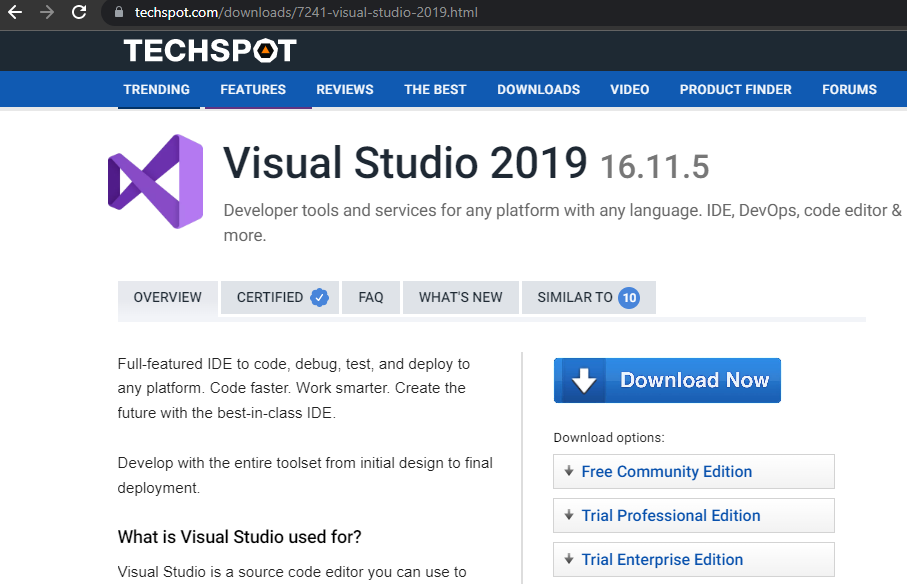 techspot.com/downloads/7241-visual-studio-2019.html
TECHSPOT
TRENDING FEATURES REVIEWS THE BEST DOWNLOADS VIDEO PRODUCT FINDER FORUMS
Visual Studio 2019 16.11.5
Developer tools and services for any platform with any language. IDE, DevOps, code editor &
more.
OVERVIEW CERTIFIED FAQ WHAT'S NEW SIMILAR TO 10
Full-featured IDE to code, debug, test, and deploy to
any platform. Code faster. Work smarter. Create the
future with the best-in-class IDE.
Develop with the entire toolset from initial design to final
deployment.
What is Visual Studio used for?
Visual Studio is a source code editor you can use to
Download Now
Download options:
Free Community Edition
Trial Professional Edition
Trial Enterprise Edition